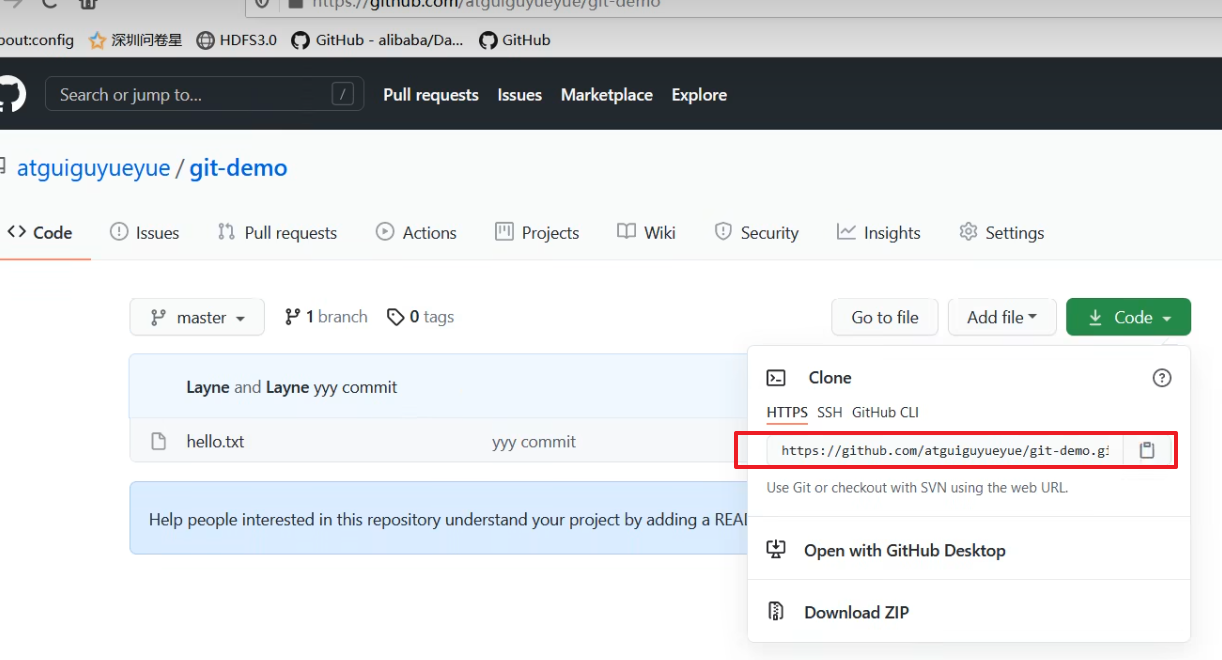 https://github.com/atguiguyueyue/git-demo
bout:config 深圳问卷星 HDFS3.0 GitHub - alibaba/Da... GitHub
Search or jump to... / Pull requests Issues Marketplace Explore
atguiguyueyue / git-demo
Code Issues Pull requests Actions Projects Wiki Security Insights Settings
master 1 branch 0 tags Go to file Add file Code
Layne and Layne yyy commit
hello.txt yyy commit
Help people interested in this repository understand your project by adding a REA
Clone
HTTPS SSH GitHub CLI
https://github.com/atguiguyueyue/git-demo.gi
Use Git or checkout with SVN using the web URL.
Open with GitHub Desktop
Download ZIP